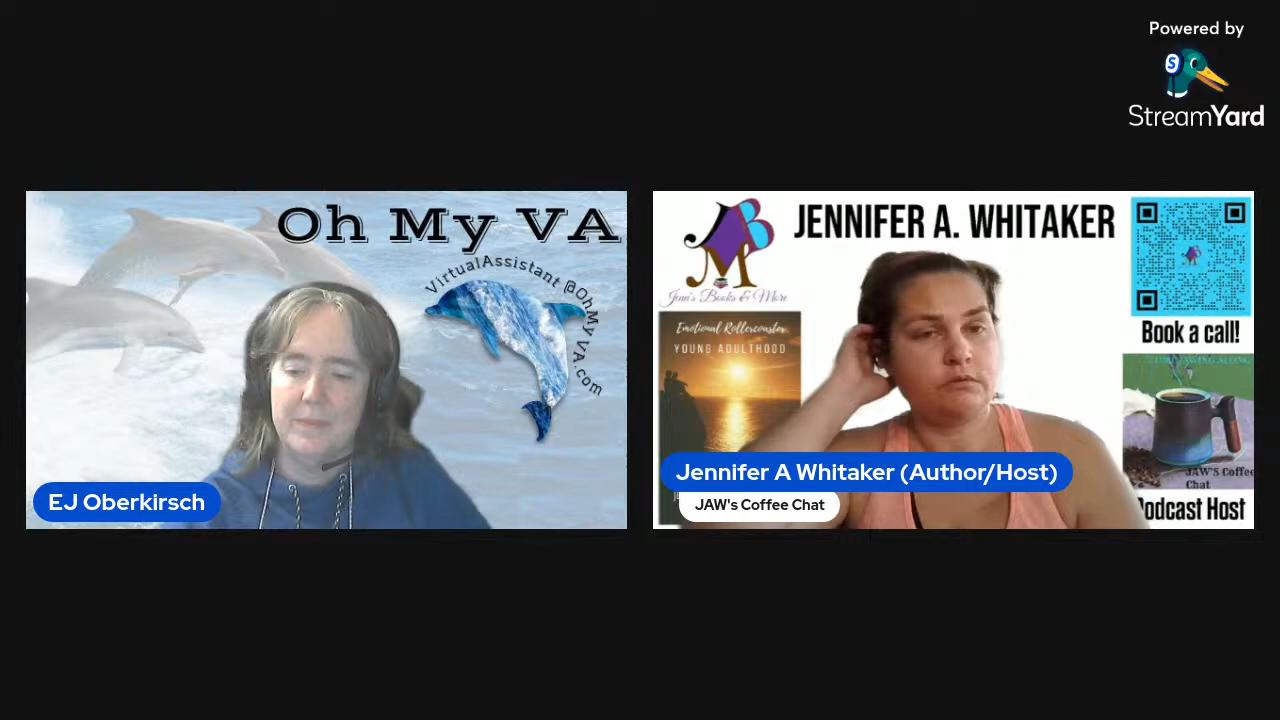 Powered by
S
StreamYard
Oh My VA
VirtualAssistant @OhMyVA.com
EJ Oberkirsch
JENNIFER A. WHITAKER
JBM
Jenn's Books & More
Emotional Rollercoaster
YOUNG ADULTHOOD
Book a call!
JAW'S Coffee
Chat
Podcast Host
Jennifer A Whitaker (Author/Host)
JAW's Coffee Chat